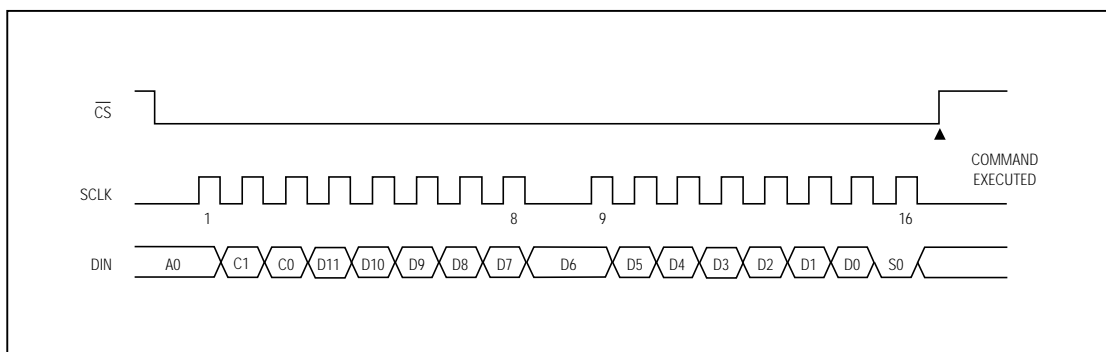 CS
COMMAND
EXECUTED
SCLK
1 8 9 16
DIN A0 C1 C0 D11 D10 D9 D8 D7 D6 D5 D4 D3 D2 D1 D0 S0